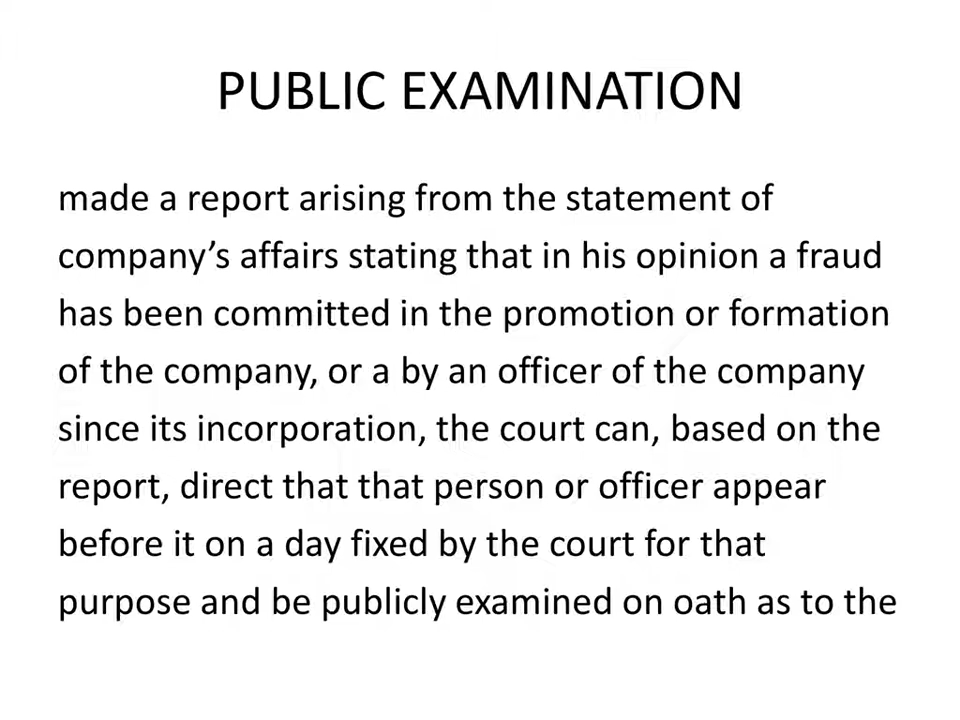 PUBLIC EXAMINATION
made a report arising from the statement of
company’s affairs stating that in his opinion a fraud
has been committed in the promotion or formation
of the company, or a by an officer of the company
since its incorporation, the court can, based on the
report, direct that that person or officer appear
before it on a day fixed by the court for that
purpose and be publicly examined on oath as to the